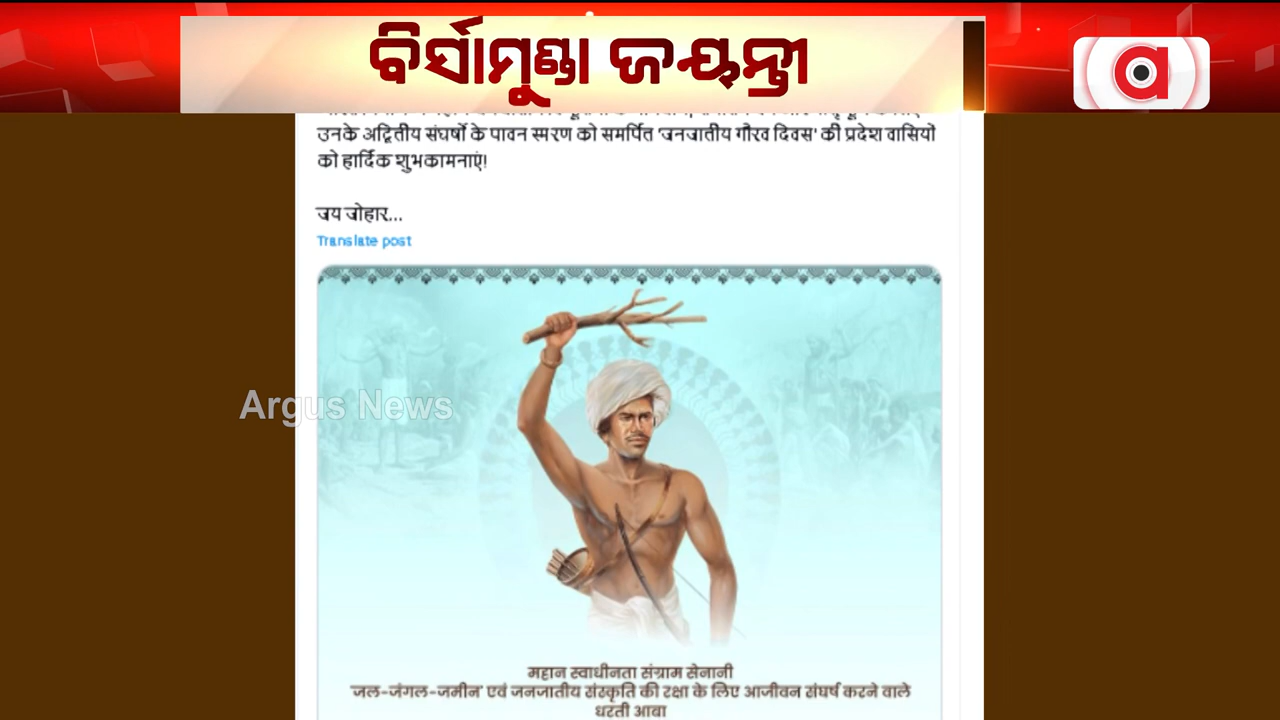 ବିର୍ସାମୁଣ୍ଡା ଜୟନ୍ତୀ
a
उनके अद्वितीय संघर्षों के पावन स्मरण को समर्पित 'जनजातीय गौरव दिवस' की प्रदेश वासियों
को हार्दिक शुभकामनाएं!
जय जोहार...
Translate post
Argus News
महान स्वाधीनता संग्राम सेनानी
'जल-जंगल-जमीन' एवं जनजातीय संस्कृति की रक्षा के लिए आजीवन संघर्ष करने वाले
धरती आबा